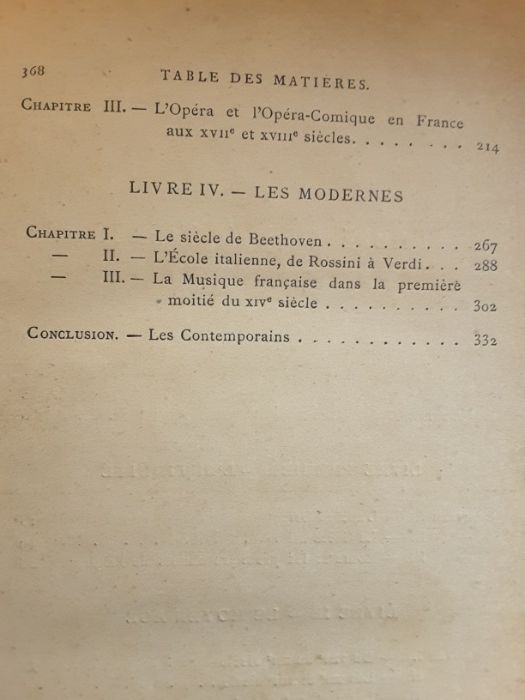 368 TABLE DES MATIÈRES.
CHAPITRE III. — L'Opéra et l'Opéra-Comique en France
aux XVIIe et XVIIIe siècles. . . . . . . . 214
LIVRE IV. — LES MODERNES
CHAPITRE I. — Le siècle de Beethoven . . . . . . . . . . 267
— II. — L'École italienne, de Rossini à Verdi. . . 288
— III. — La Musique française dans la première
moitié du XIVe siècle . . . . . . . . . . 302
CONCLUSION. — Les Contemporains . . . . . . . . . . . . 332